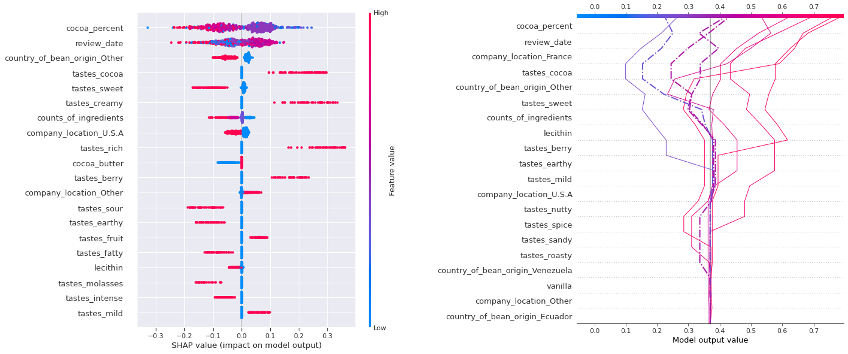 cocoa_percent
review_date
country_of_bean_origin_Other
tastes_cocoa
tastes_sweet
tastes_creamy
counts_of_ingredients
company_location_U.S.A
tastes_rich
cocoa_butter
tastes_berry
company_location_Other
tastes_sour
tastes_earthy
tastes_fruit
tastes_fatty
lecithin
tastes_molasses
tastes_intense
tastes_mild
−0.3 −0.2 −0.1 0.0 0.1 0.2 0.3
SHAP value (impact on model output)
High
Feature value
Low
0.0 0.1 0.2 0.3 0.4 0.5 0.6 0.7
cocoa_percent
review_date
company_location_France
tastes_cocoa
country_of_bean_origin_Other
tastes_sweet
counts_of_ingredients
lecithin
tastes_berry
tastes_earthy
tastes_mild
company_location_U.S.A
tastes_nutty
tastes_spice
tastes_sandy
tastes_roasty
country_of_bean_origin_Venezuela
vanilla
company_location_Other
country_of_bean_origin_Ecuador
0.0 0.1 0.2 0.3 0.4 0.5 0.6 0.7
Model output value